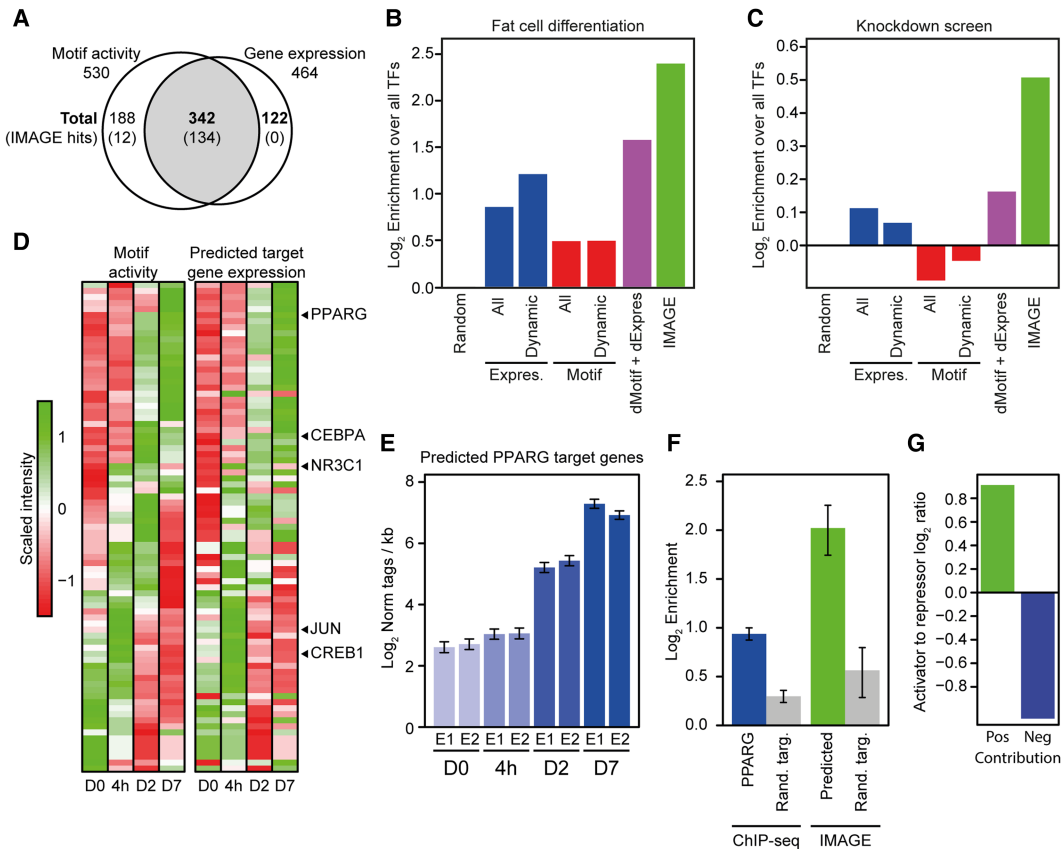 A
Motif activity
530
Gene expression
464
Total
(IMAGE hits)
188
(12)
342
(134)
122
(0)
B
Fat cell differentiation
Log2 Enrichment over all TFs
2.5
2.0
1.5
1.0
0.5
0.0
Random
All
Dynamic
All
Dynamic
dMotif + dExpres
IMAGE
Expres.
Motif
C
Knockdown screen
Log2 Enrichment over all TFs
0.6
0.5
0.4
0.3
0.2
0.1
0.0
Random
All
Dynamic
All
Dynamic
dMotif + dExpres
IMAGE
Expres.
Motif
D
Motif
activity
Predicted target
gene expression
Scaled intensity
1
0
−1
PPARG
CEBPA
NR3C1
JUN
CREB1
D0 4h D2 D7
D0 4h D2 D7
E
Predicted PPARG target genes
Log2 Norm tags / kb
8
6
4
2
0
E1 E2 E1 E2 E1 E2 E1 E2
D0 4h D2 D7
F
Log2 Enrichment
2.5
2.0
1.5
1.0
0.5
0.0
PPARG
Rand. targ.
Predicted
Rand. targ.
ChIP-seq
IMAGE
G
Activator to repressor log2 ratio
0.8
0.6
0.4
0.2
0.0
−0.2
−0.4
−0.6
−0.8
Pos Neg
Contribution